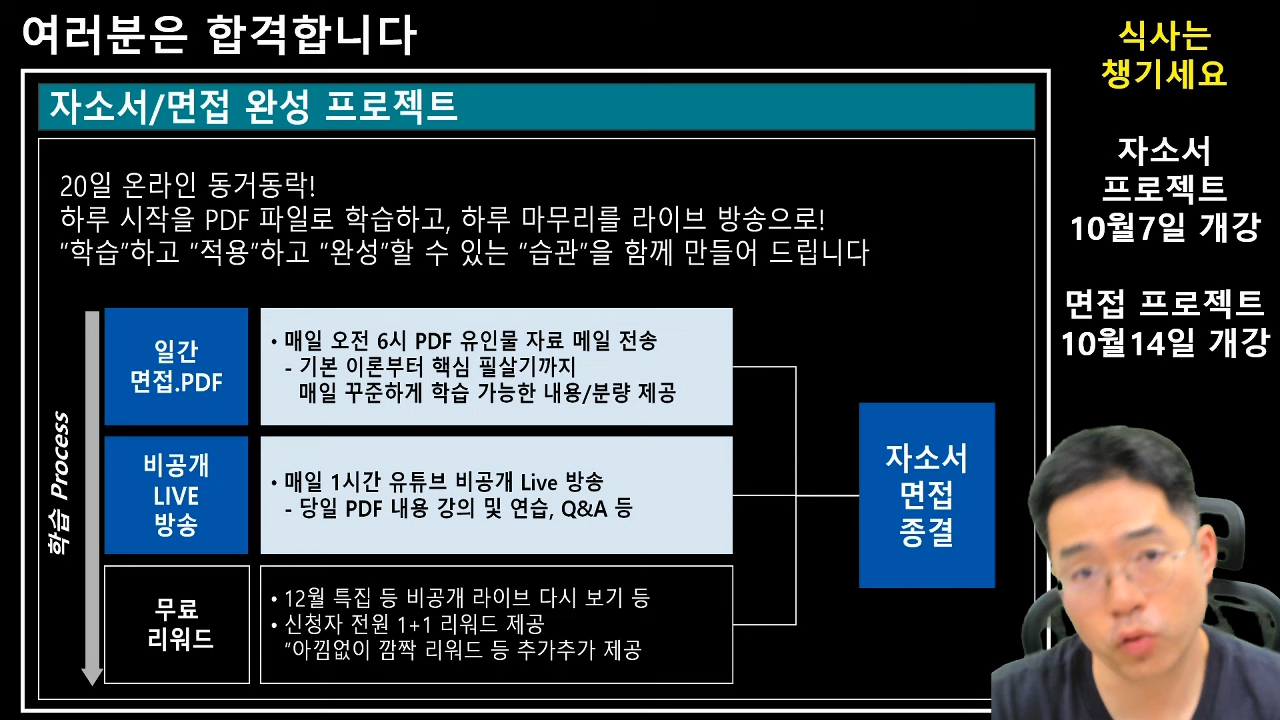 여러분은 합격합니다
자소서/면접 완성 프로젝트
20일 온라인 동거동락!
하루 시작을 PDF 파일로 학습하고, 하루 마무리를 라이브 방송으로!
“학습”하고 “적용”하고 “완성”할 수 있는 “습관”을 함께 만들어 드립니다
학습 Process
일간
면접.PDF
• 매일 오전 6시 PDF 유인물 자료 메일 전송
- 기본 이론부터 핵심 필살기까지
매일 꾸준하게 학습 가능한 내용/분량 제공
비공개
LIVE
방송
• 매일 1시간 유튜브 비공개 Live 방송
- 당일 PDF 내용 강의 및 연습, Q&A 등
무료
리워드
• 12월 특집 등 비공개 라이브 다시 보기 등
• 신청자 전원 1+1 리워드 제공
“아낌없이 깜짝 리워드 등 추가추가 제공
자소서
면접
종결
식사는
챙기세요
자소서
프로젝트
10월7일 개강
면접 프로젝트
10월14일 개강